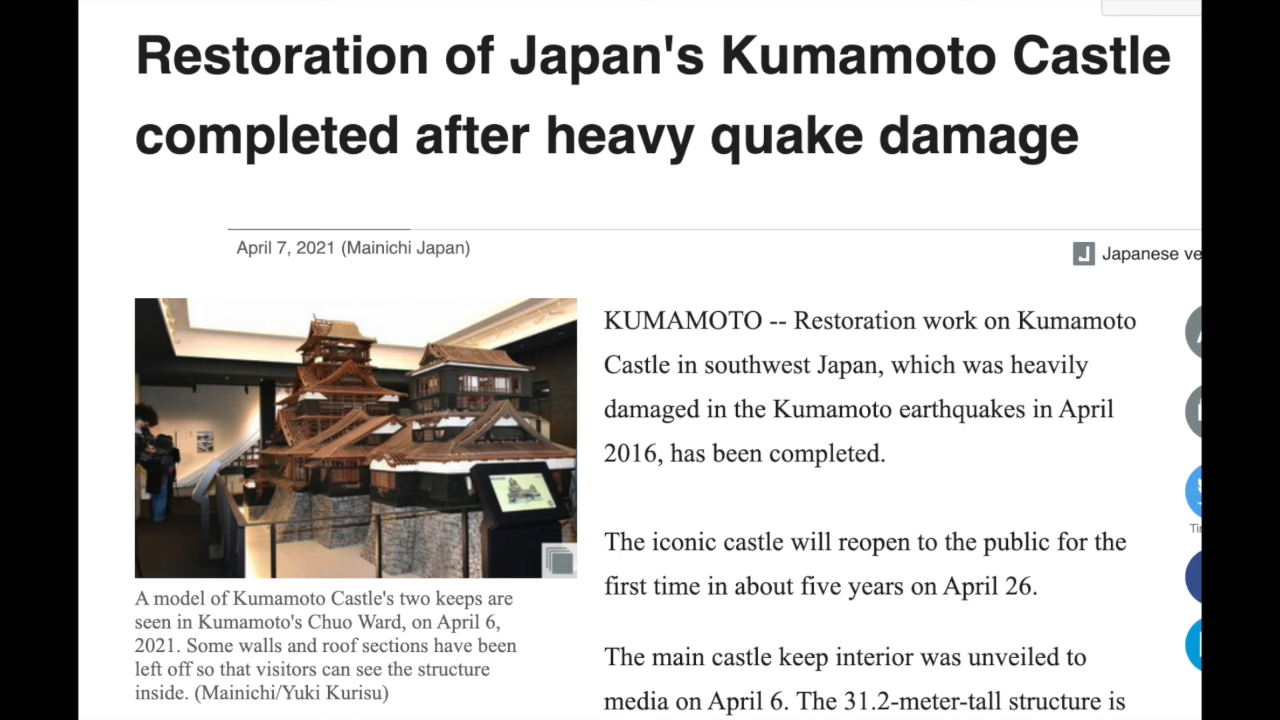 Restoration of Japan's Kumamoto Castle
completed after heavy quake damage
April 7, 2021 (Mainichi Japan)
J Japanese ve
KUMAMOTO -- Restoration work on Kumamoto
Castle in southwest Japan, which was heavily
damaged in the Kumamoto earthquakes in April
2016, has been completed.
The iconic castle will reopen to the public for the
first time in about five years on April 26.
The main castle keep interior was unveiled to
media on April 6. The 31.2-meter-tall structure is
A model of Kumamoto Castle's two keeps are
seen in Kumamoto's Chuo Ward, on April 6,
2021. Some walls and roof sections have been
left off so that visitors can see the structure
inside. (Mainichi/Yuki Kurisu)